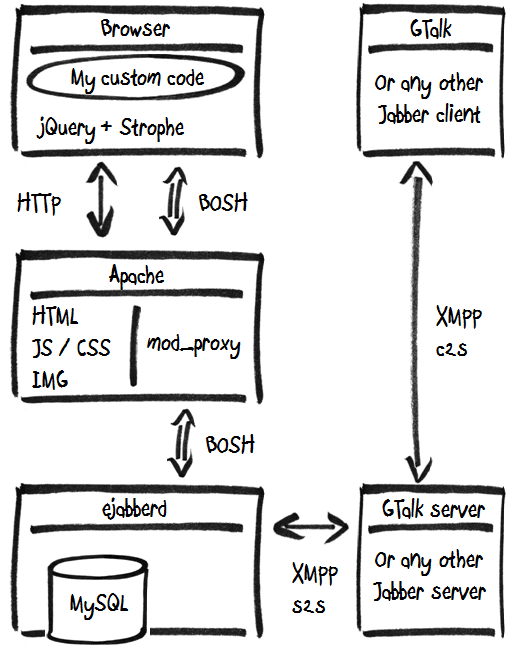 Browser
My custom code
jQuery + Strophe
GTalk
Or any other
Jabber client
HTTP
BOSH
Apache
HTML
JS / CSS
IMG
mod_proxy
XMPP
c2s
BOSH
ejabberd
MySQL
XMPP
s2s
GTalk server
Or any other
Jabber server